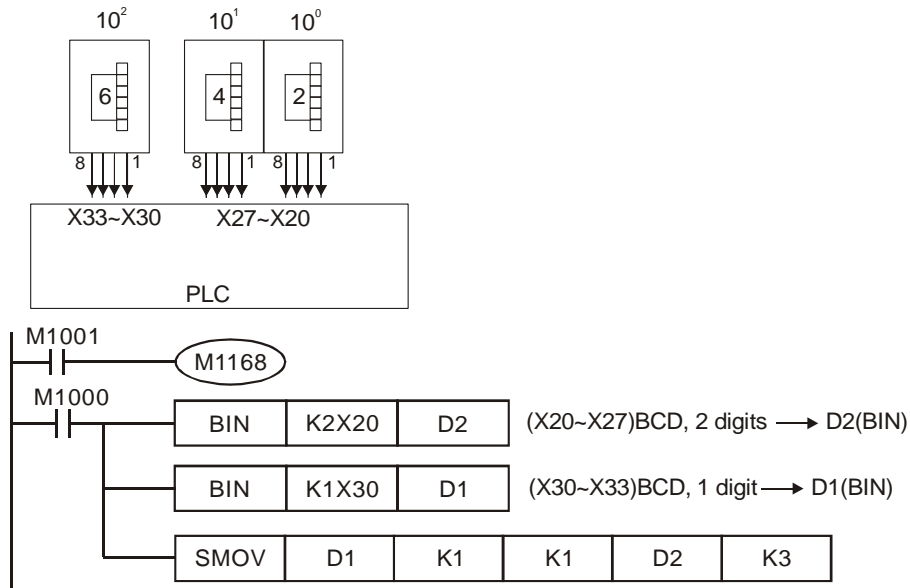 10² 10¹ 10⁰
6 4 2
8 1 8 1 8 1
X33~X30 X27~X20
PLC
M1001
M1168
M1000
BIN K2X20 D2 (X20~X27)BCD, 2 digits → D2(BIN)
BIN K1X30 D1 (X30~X33)BCD, 1 digit → D1(BIN)
SMOV D1 K1 K1 D2 K3